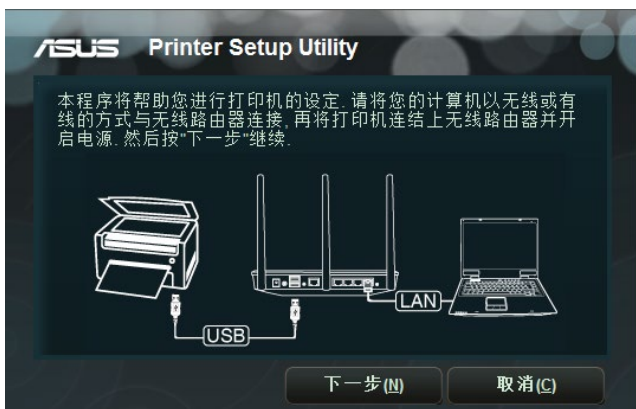 ASUS Printer Setup Utility
本程序将帮助您进行打印机的设定. 请将您的计算机以无线或有
线的方式与无线路由器连接, 再将打印机连结上无线路由器并开
启电源. 然后按"下一步"继续.
LAN
USB
下一步(N) 取消(C)